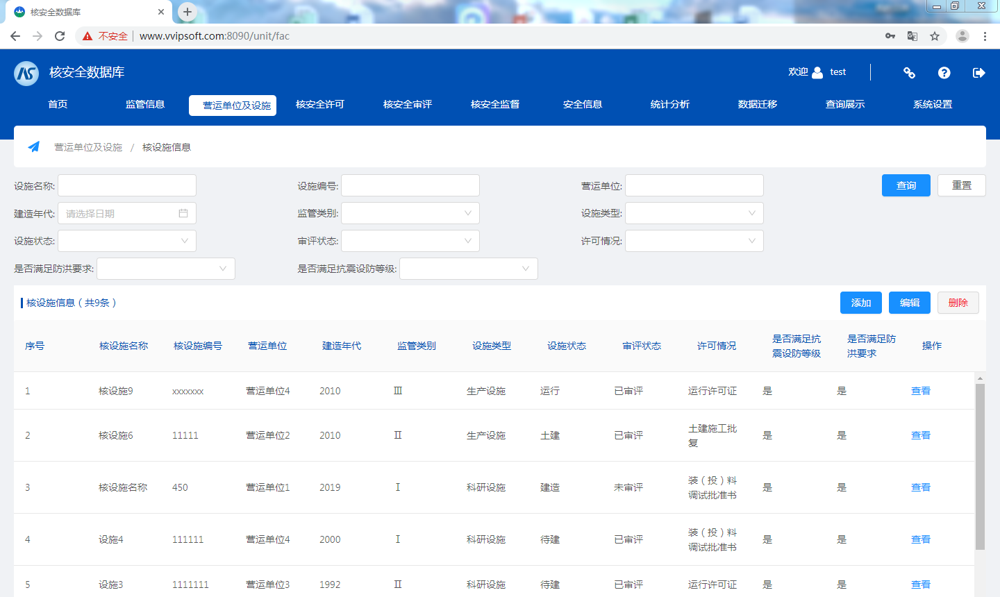 核安全数据库
不安全 www.vvipsoft.com:8090/unit/fac
核安全数据库 欢迎 test
首页 监管信息 营运单位及设施 核安全许可 核安全审评 核安全监督 安全信息 统计分析 数据迁移 查询展示 系统设置
营运单位及设施 / 核设施信息
设施名称: 设施编号: 营运单位: 查询 重置
建造年代: 请选择日期 监管类别: 设施类型:
设施状态: 审评状态: 许可情况:
是否满足防洪要求: 是否满足抗震设防等级:
核设施信息（共9条） 添加 编辑 删除
序号 核设施名称 核设施编号 营运单位 建造年代 监管类别 设施类型 设施状态 审评状态 许可情况 是否满足抗 是否满足防 操作
震设防等级 洪要求
1 核设施9 xxxxxxx 营运单位4 2010 Ⅲ 生产设施 运行 已审评 运行许可证 是 是 查看
2 核设施6 11111 营运单位2 2010 Ⅱ 生产设施 土建 已审评 土建施工批 是 是 查看
复
3 核设施名称 450 营运单位1 2019 Ⅰ 科研设施 建造 未审评 装（投）料 是 是 查看
调试批准书
4 设施4 111111 营运单位4 2000 Ⅰ 科研设施 待建 已审评 装（投）料 是 是 查看
调试批准书
5 设施3 1111111 营运单位3 1992 Ⅱ 科研设施 待建 已审评 运行许可证 是 是 查看